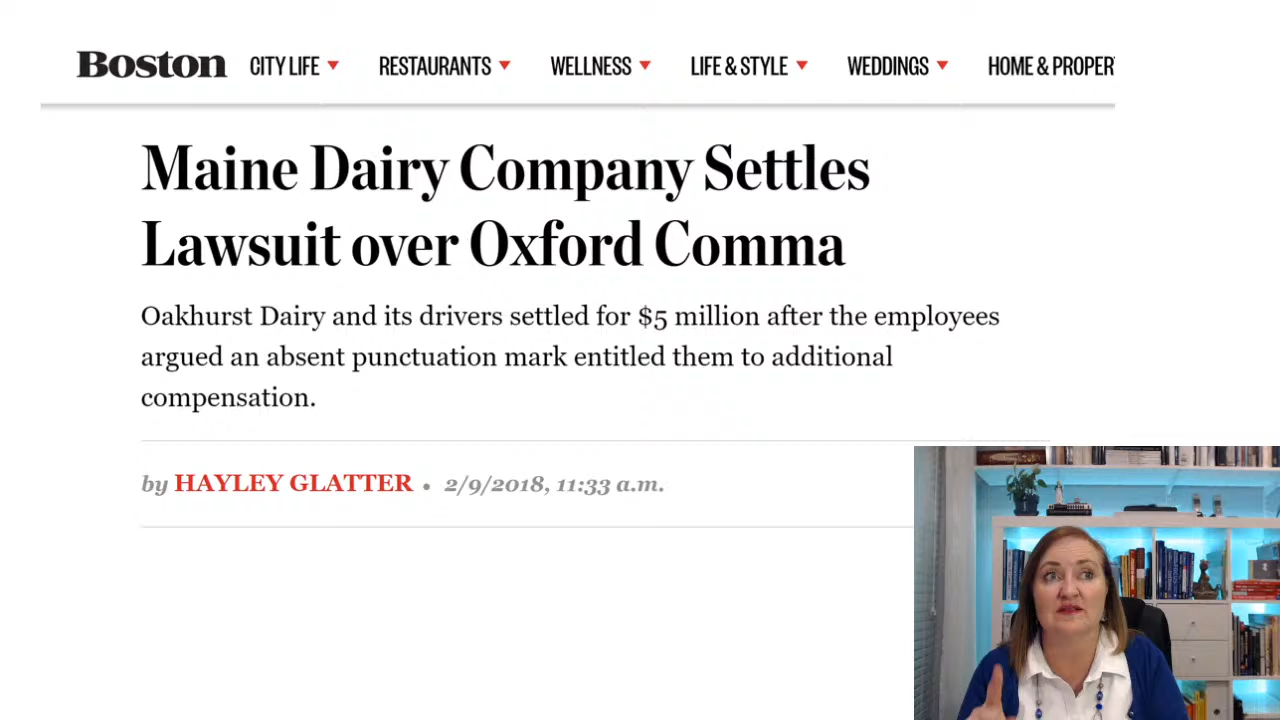 Boston CITY LIFE RESTAURANTS WELLNESS LIFE & STYLE WEDDINGS HOME & PROPER
Maine Dairy Company Settles
Lawsuit over Oxford Comma
Oakhurst Dairy and its drivers settled for $5 million after the employees
argued an absent punctuation mark entitled them to additional
compensation.
by HAYLEY GLATTER • 2/9/2018, 11:33 a.m.